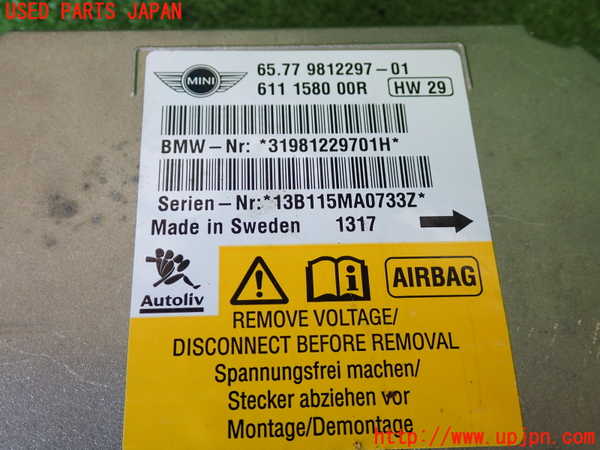 USED PARTS JAPAN
MINI
65.77 9812297-01
611 1580 00R
HW 29
BMW-Nr: *31981229701H*
Serien-Nr:*13B115MA0733Z*
Made in Sweden 1317
Autoliv
AIRBAG
REMOVE VOLTAGE/
DISCONNECT BEFORE REMOVAL
Spannungsfrei machen/
Stecker abziehen vor
Montage/Demontage
http://www.upjpn.com